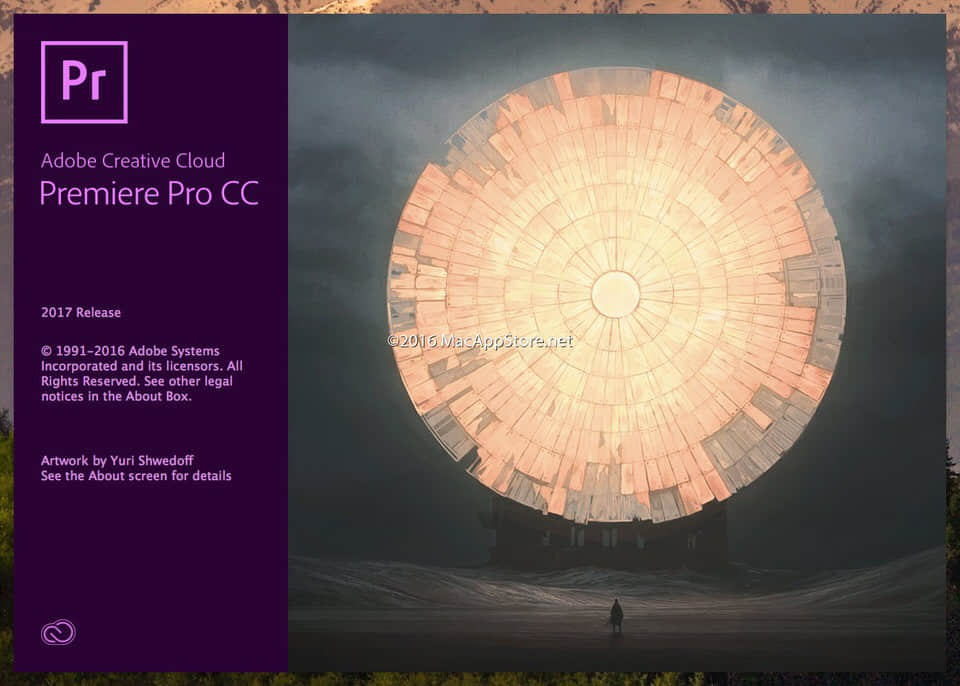 Pr
Adobe Creative Cloud
Premiere Pro CC
2017 Release
© 1991–2016 Adobe Systems
Incorporated and its licensors. All
Rights Reserved. See other legal
notices in the About Box.
Artwork by Yuri Shwedoff
See the About screen for details
©2016 MacAppStore.net